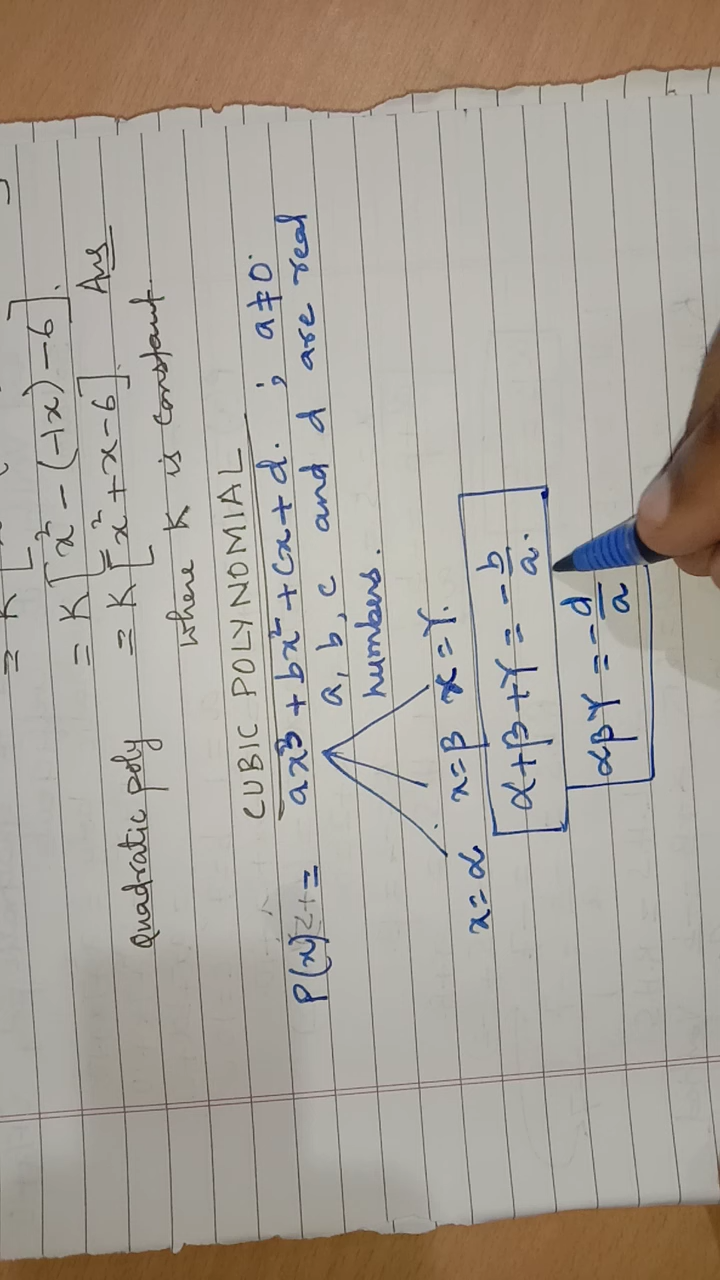 = K[
= K[x² - (-1x) - 6].
Quadratic poly = K[x² + x - 6]. Ans
where K is constant.
CUBIC POLYNOMIAL
P(x) = ax³ + bx² + cx + d. ; a ≠ 0.
a, b, c and d are real
numbers.
x = α x = β x = γ.
α + β + γ = -b/a.
αβγ = -d/a